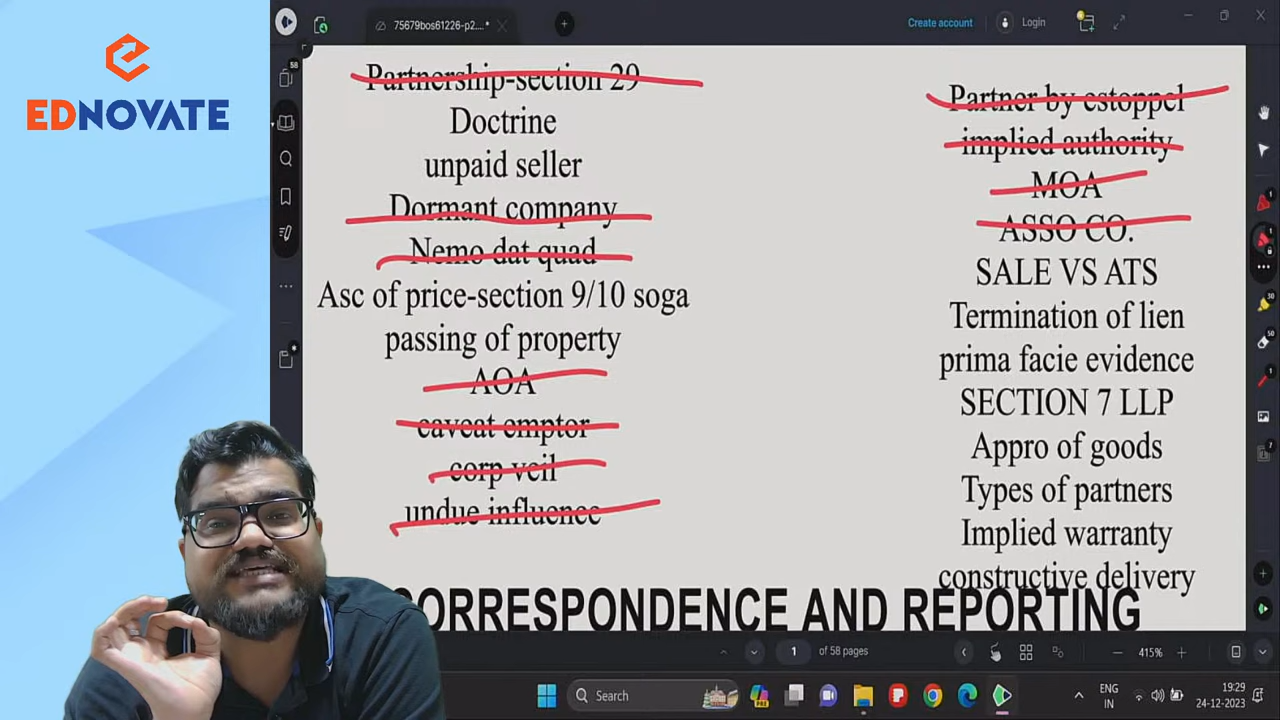 EDNOVATE
75679bos61226-p2....*
Create account
Login
58
Partnership-section 29
Doctrine
unpaid seller
Dormant company
Nemo dat quad
Asc of price-section 9/10 soga
passing of property
AOA
caveat emptor
corp veil
undue influence
Partner by estoppel
implied authority
MOA
ASSO CO.
SALE VS ATS
Termination of lien
prima facie evidence
SECTION 7 LLP
Appro of goods
Types of partners
Implied warranty
constructive delivery
CORRESPONDENCE AND REPORTING
1 of 58 pages
415%
Search
PRE
ENG
IN
19:29
24-12-2023